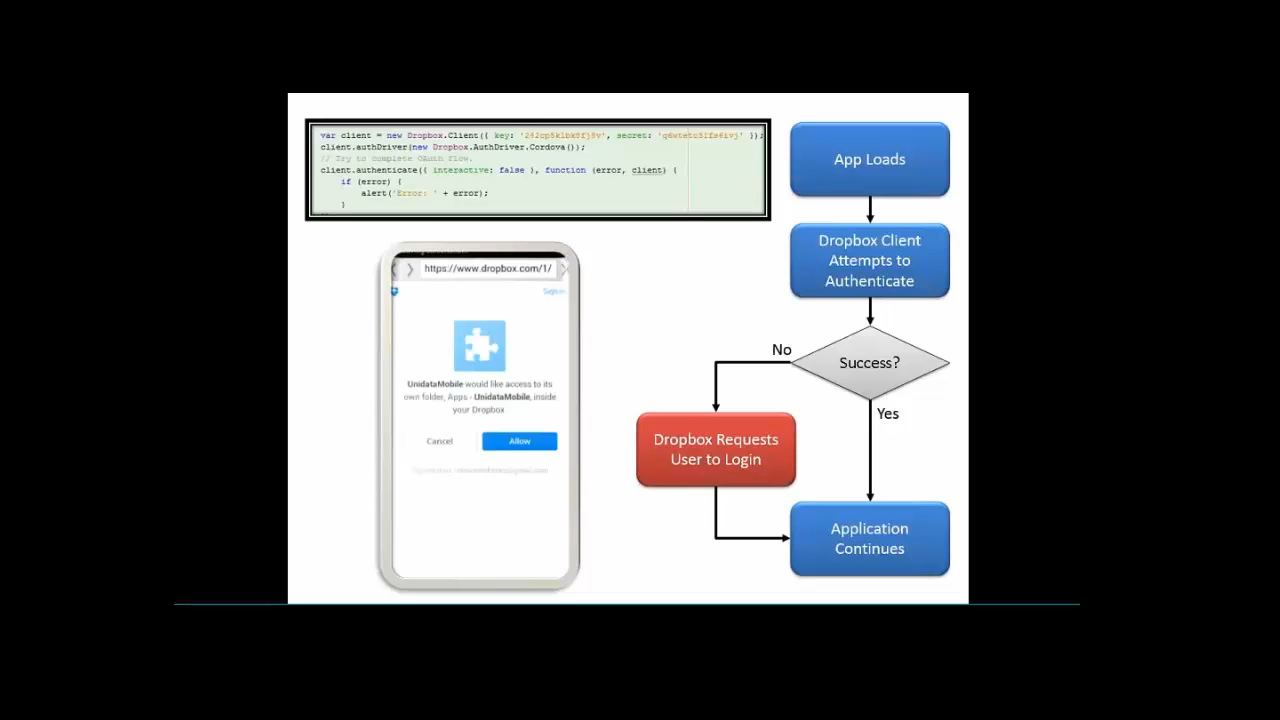 var client = new Dropbox.Client({ key: , secret: });
client.authDriver(new Dropbox.AuthDriver.Cordova());
// Try to complete OAuth flow.
client.authenticate({ interactive: false }, function (error, client) {
if (error) {
alert('Error: ' + error);
}
https://www.dropbox.com/1/
Sign in
UnidataMobile would like access to its
own folder, Apps - UnidataMobile, inside
your Dropbox
Cancel
Allow
App Loads
Dropbox Client
Attempts to
Authenticate
Success?
No
Yes
Dropbox Requests
User to Login
Application
Continues